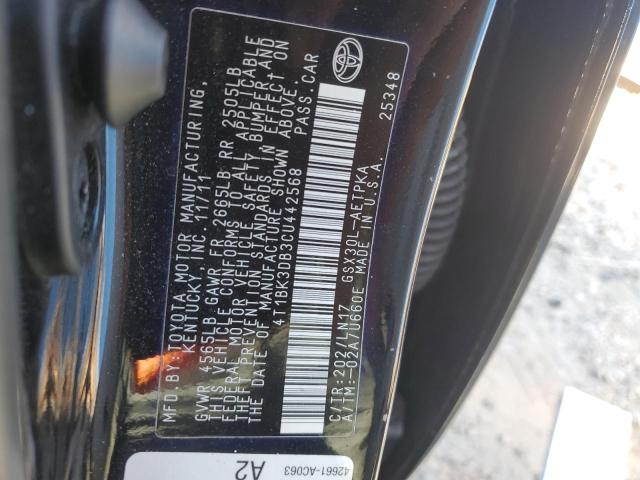 MFD. BY: TOYOTA MOTOR MANUFACTURING,
KENTUCKY, INC. 11/11
GVWR 4565LB GAWR FR 2665LB RR 2505LB
THIS VEHICLE CONFORMS TO ALL APPLICABLE
FEDERAL MOTOR VEHICLE SAFETY, BUMPER, AND
THEFT PREVENTION STANDARDS IN EFFECT ON
THE DATE OF MANUFACTURE SHOWN ABOVE.
4T1BK3DB3CU442568 PASS. CAR
25348
C/TR: 202/LN17 GSX30L-AETPKA
A/TM: -02A/U660E MADE IN U.S.A.
42661-AC063
A2